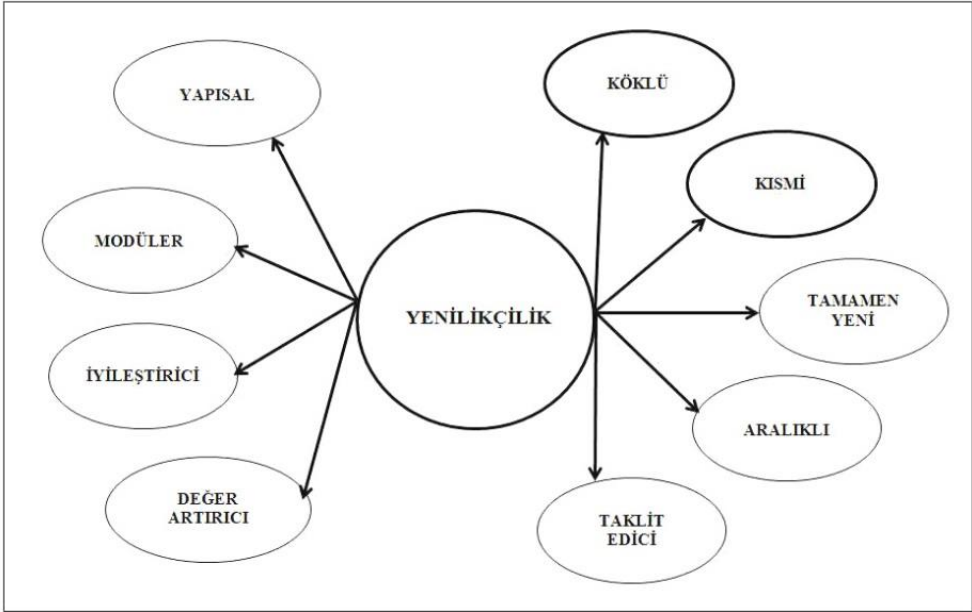 YAPISAL
KÖKLÜ
KISMİ
MODÜLER
TAMAMEN
YENİ
YENİLİKÇİLİK
İYİLEŞTİRİCİ
ARALIKLI
DEĞER
ARTIRICI
TAKLİT
EDİCİ